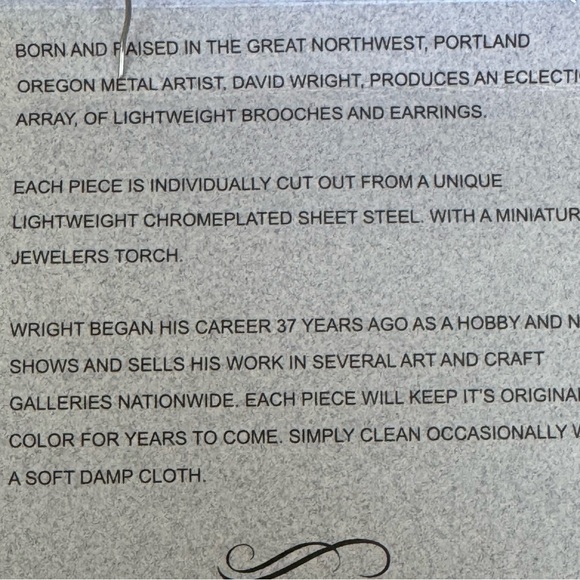 BORN AND RAISED IN THE GREAT NORTHWEST, PORTLAND
OREGON METAL ARTIST, DAVID WRIGHT, PRODUCES AN ECLECTI
ARRAY, OF LIGHTWEIGHT BROOCHES AND EARRINGS.
EACH PIECE IS INDIVIDUALLY CUT OUT FROM A UNIQUE
LIGHTWEIGHT CHROMEPLATED SHEET STEEL. WITH A MINIATUR
JEWELERS TORCH.
WRIGHT BEGAN HIS CAREER 37 YEARS AGO AS A HOBBY AND N
SHOWS AND SELLS HIS WORK IN SEVERAL ART AND CRAFT
GALLERIES NATIONWIDE. EACH PIECE WILL KEEP IT'S ORIGINA
COLOR FOR YEARS TO COME. SIMPLY CLEAN OCCASIONALLY W
A SOFT DAMP CLOTH.